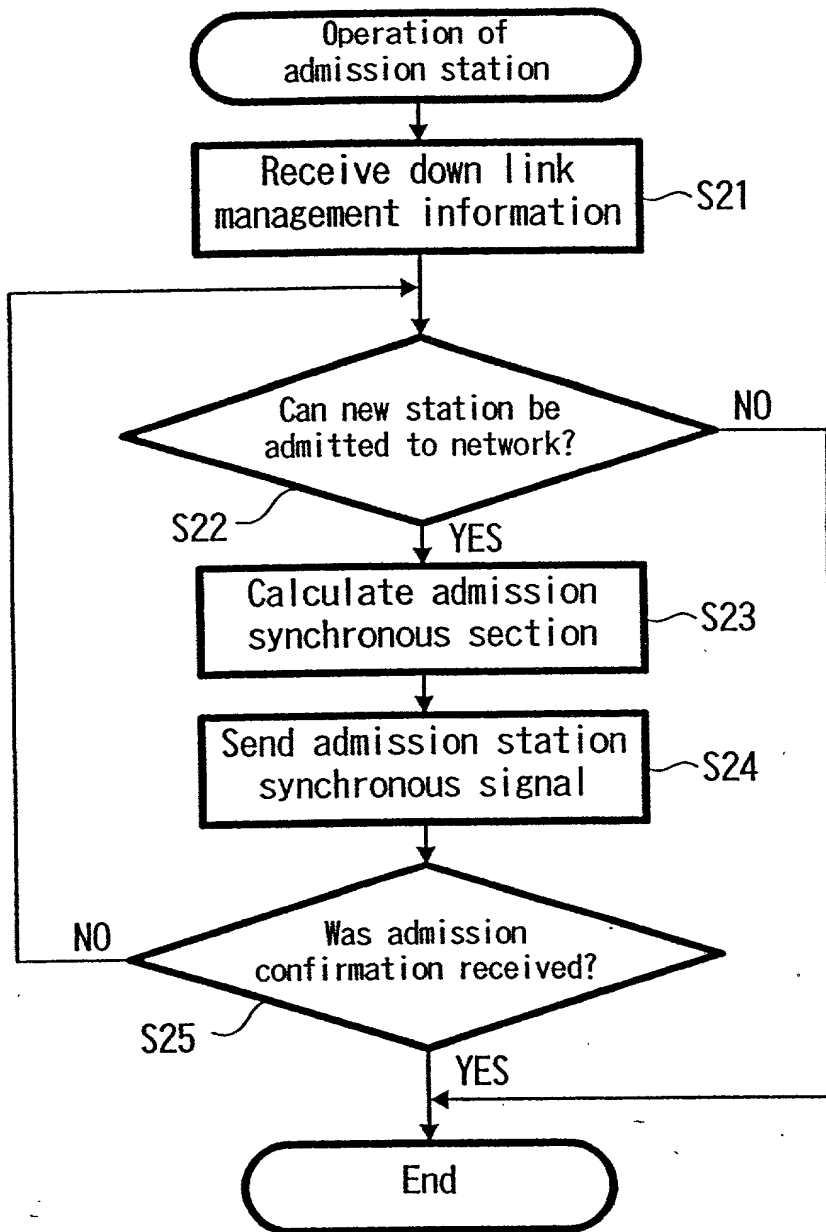 Operation of
admission station
Receive down link
management information
S21
Can new station be
admitted to network?
NO
S22
YES
Calculate admission
synchronous section
S23
Send admission station
synchronous signal
S24
NO
Was admission
confirmation received?
S25
YES
End